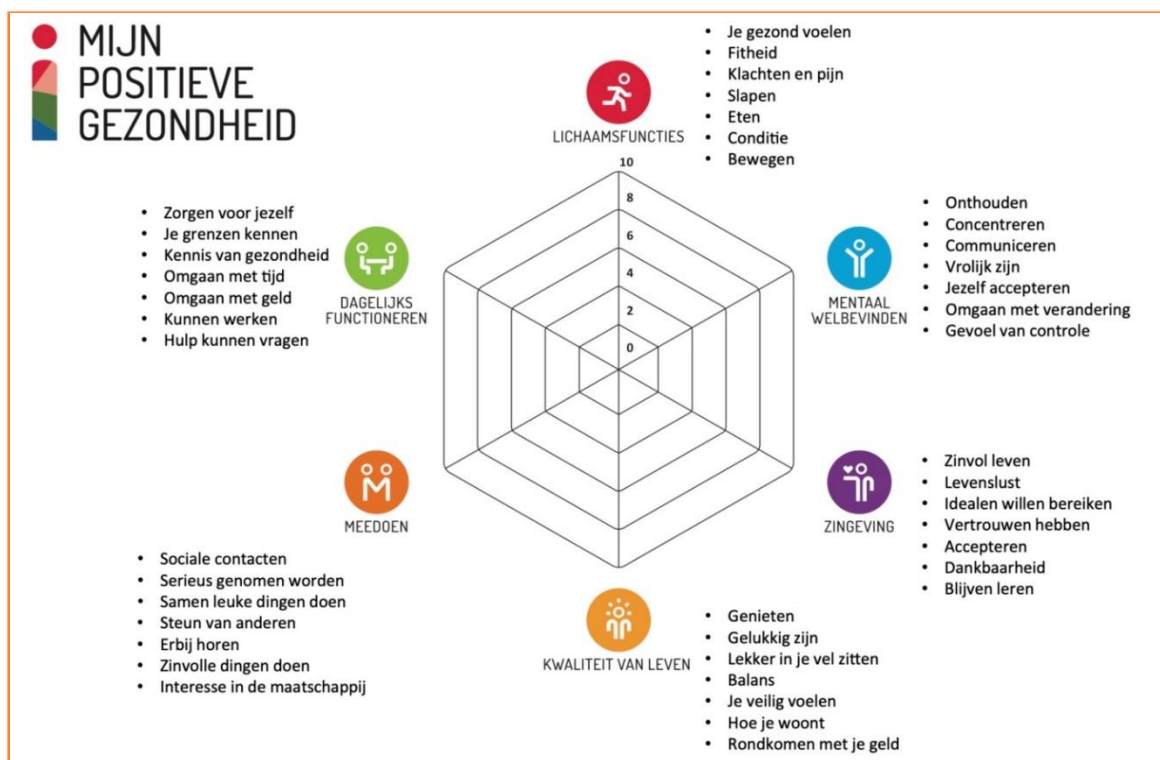 MIJN
POSITIEVE
GEZONDHEID
• Je gezond voelen
• Fitheid
• Klachten en pijn
• Slapen
• Eten
• Conditie
• Bewegen
LICHAAMSFUNCTIES
10
8
6
4
2
0
• Zorgen voor jezelf
• Je grenzen kennen
• Kennis van gezondheid
• Omgaan met tijd
• Omgaan met geld
• Kunnen werken
• Hulp kunnen vragen
DAGELIJKS
FUNCTIONEREN
• Onthouden
• Concentreren
• Communiceren
• Vrolijk zijn
• Jezelf accepteren
• Omgaan met verandering
• Gevoel van controle
MENTAAL
WELBEVINDEN
MEEDOEN
• Sociale contacten
• Serieus genomen worden
• Samen leuke dingen doen
• Steun van anderen
• Erbij horen
• Zinvolle dingen doen
• Interesse in de maatschappij
ZINGEVING
• Zinvol leven
• Levenslust
• Idealen willen bereiken
• Vertrouwen hebben
• Accepteren
• Dankbaarheid
• Blijven leren
KWALITEIT VAN LEVEN
• Genieten
• Gelukkig zijn
• Lekker in je vel zitten
• Balans
• Je veilig voelen
• Hoe je woont
• Rondkomen met je geld